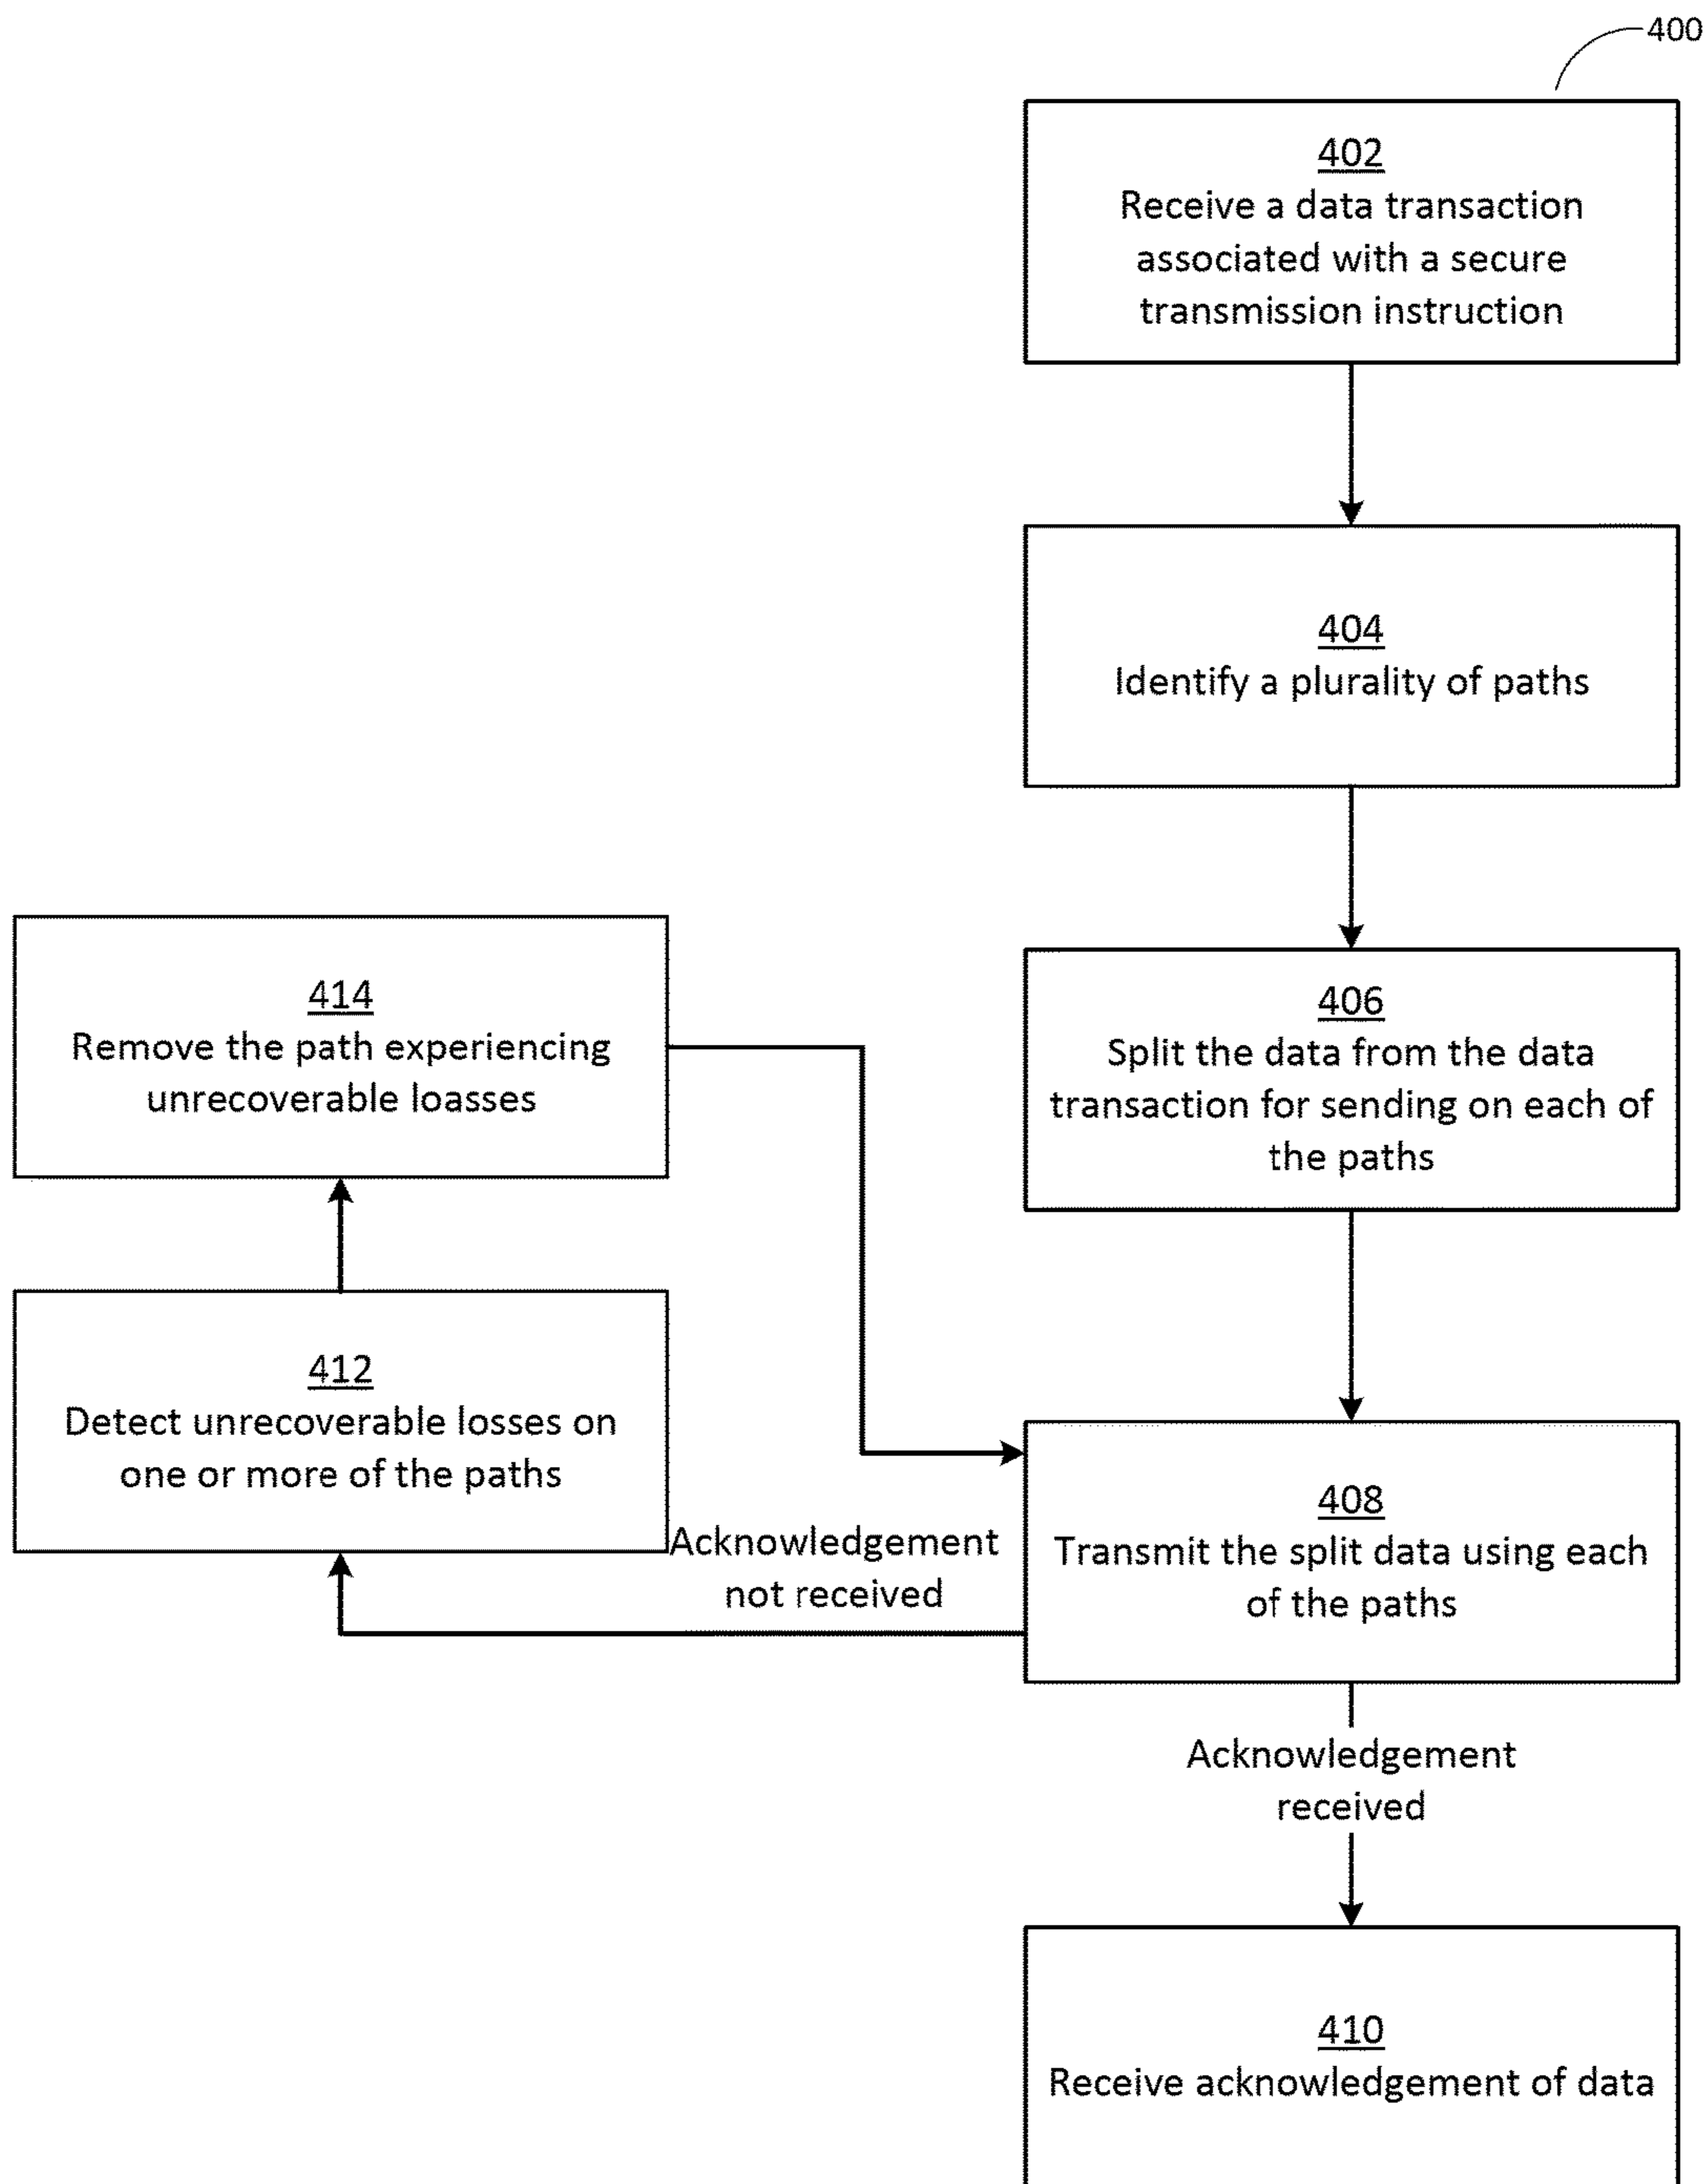 400
402
Receive a data transaction
associated with a secure
transmission instruction
404
Identify a plurality of paths
414
Remove the path experiencing
unrecoverable loasses
406
Split the data from the data
transaction for sending on each of
the paths
412
Detect unrecoverable losses on
one or more of the paths
Acknowledgement
not received
408
Transmit the split data using each
of the paths
Acknowledgement
received
410
Receive acknowledgement of data